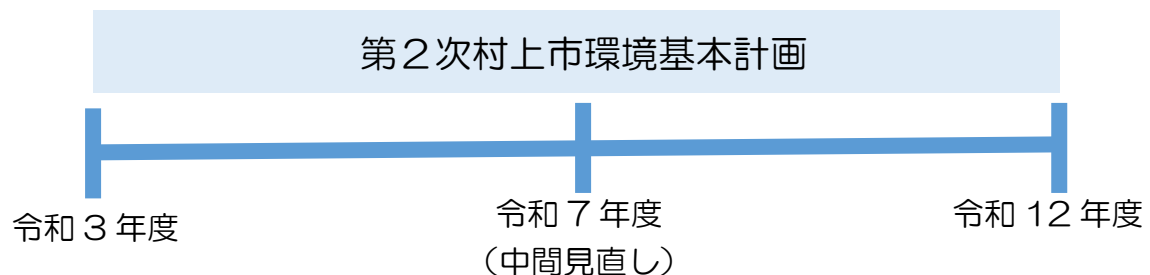 第２次村上市環境基本計画
令和３年度
令和７年度
（中間見直し）
令和 12 年度